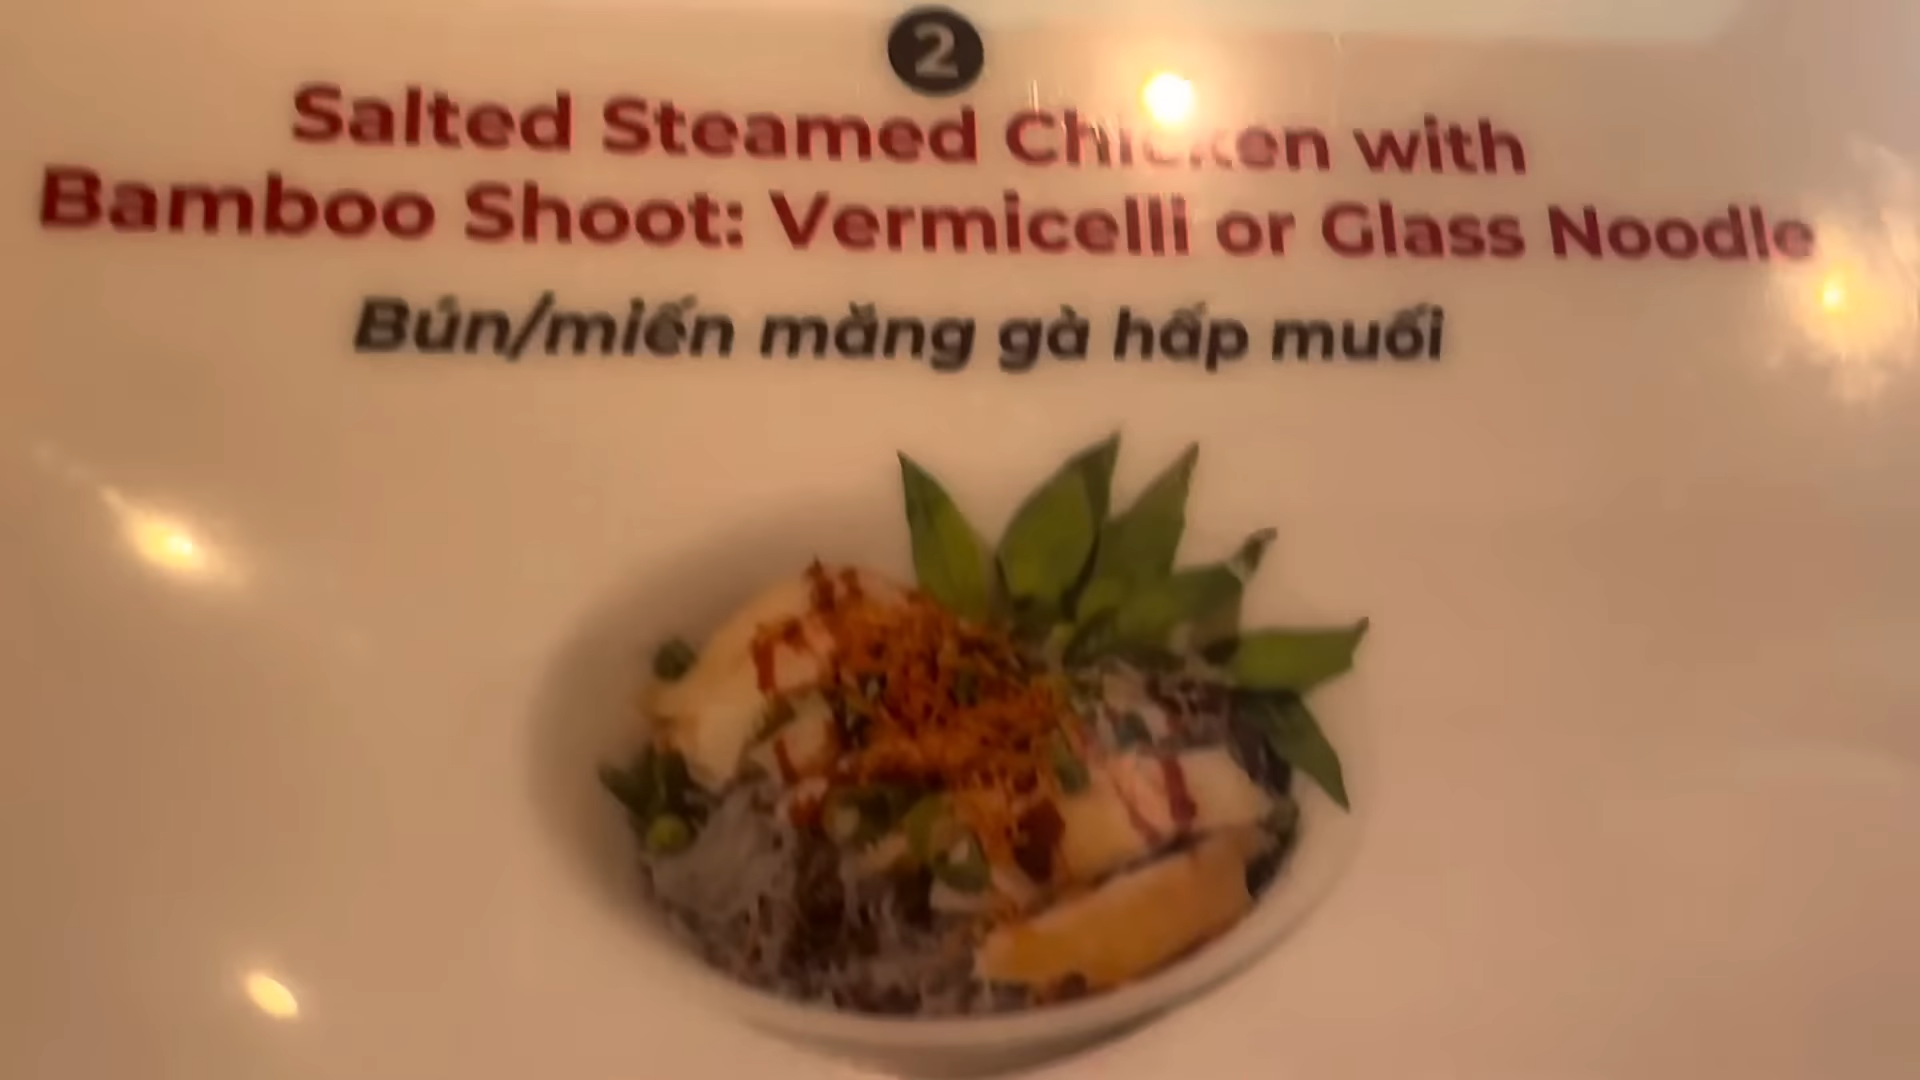 2
Salted Steamed Chicken with
Bamboo Shoot: Vermicelli or Glass Noodle
Bún/miến măng gà hấp muối